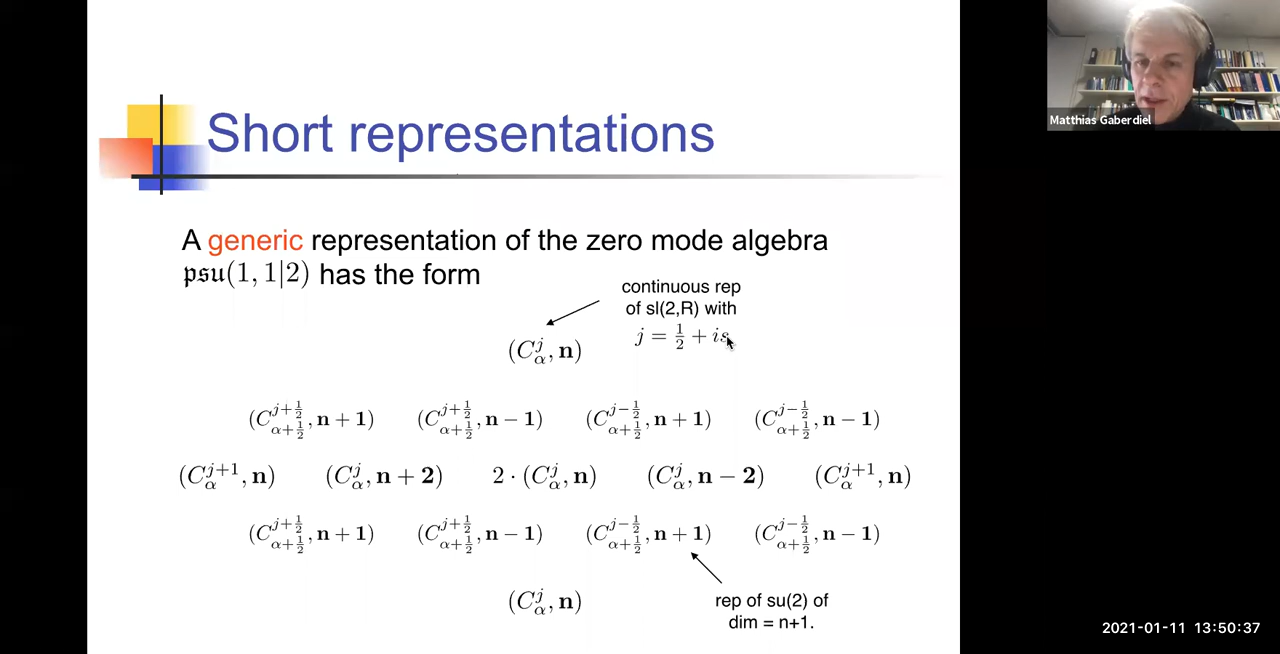 Short representations
A generic representation of the zero mode algebra
𝔭𝔰𝔲(1, 1|2) has the form
continuous rep
of sl(2,R) with
j = 1/2 + is
(C^j_α, n)
(C^{j+1/2}_{α+1/2}, n + 1) (C^{j+1/2}_{α+1/2}, n − 1) (C^{j−1/2}_{α+1/2}, n + 1) (C^{j−1/2}_{α+1/2}, n − 1)
(C^{j+1}_α, n) (C^j_α, n + 2) 2 · (C^j_α, n) (C^j_α, n − 2) (C^{j+1}_α, n)
(C^{j+1/2}_{α+1/2}, n + 1) (C^{j+1/2}_{α+1/2}, n − 1) (C^{j−1/2}_{α+1/2}, n + 1) (C^{j−1/2}_{α+1/2}, n − 1)
(C^j_α, n)
rep of su(2) of
dim = n+1.
Matthias Gaberdiel
2021-01-11 13:50:37